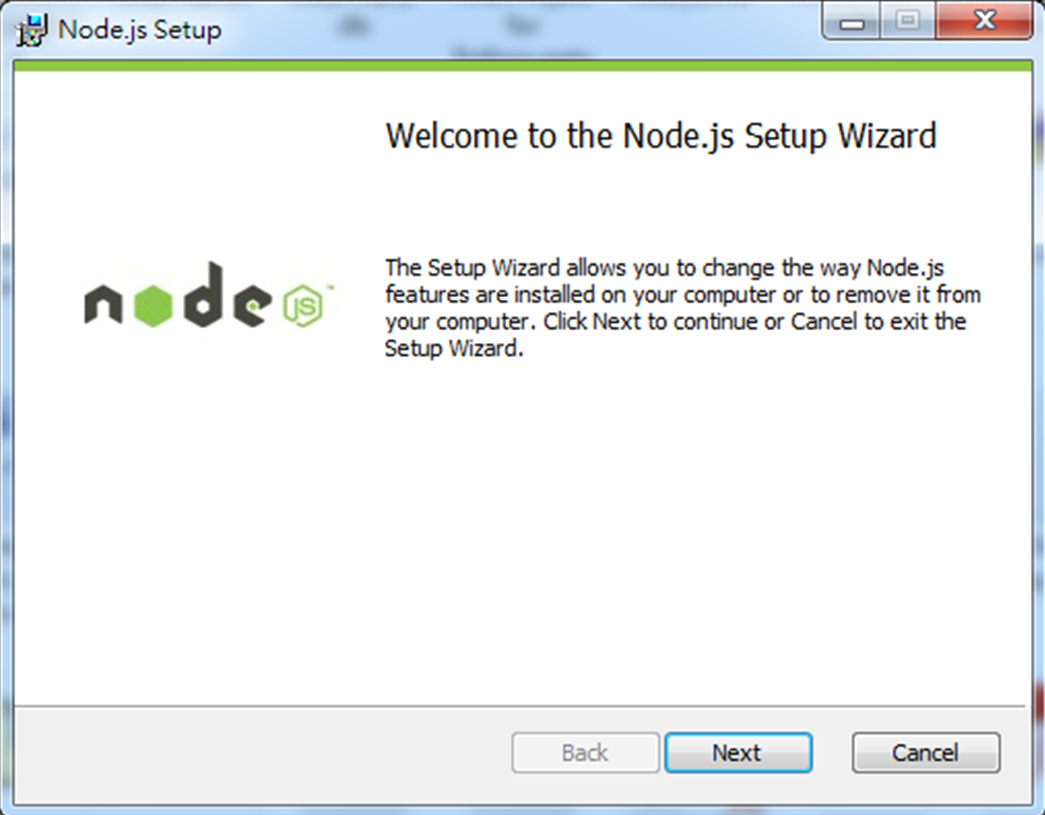 Node.js Setup
Welcome to the Node.js Setup Wizard
node JS™
The Setup Wizard allows you to change the way Node.js
features are installed on your computer or to remove it from
your computer. Click Next to continue or Cancel to exit the
Setup Wizard.
Back
Next
Cancel